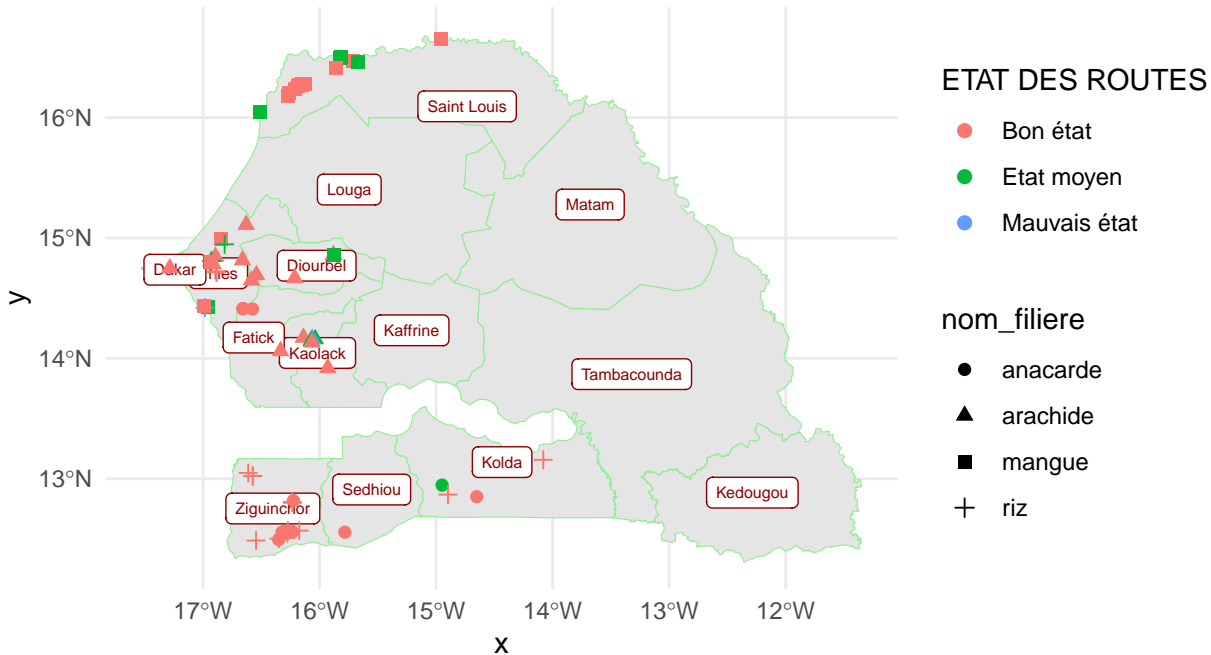 ETAT DES ROUTES
Bon état
Etat moyen
Mauvais état
nom_filiere
anacarde
arachide
mangue
riz
y
16°N
15°N
14°N
13°N
Saint Louis
Louga
Matam
Dakar
Diourbel
Fatick
Kaolack
Kaffrine
Tambacounda
Kolda
Sedhiou
Ziguinchor
Kedougou
17°W
16°W
15°W
14°W
13°W
12°W
x